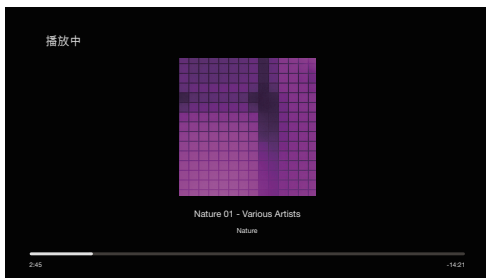 播放中
Nature 01 - Various Artists
Nature
2:45
-14:21